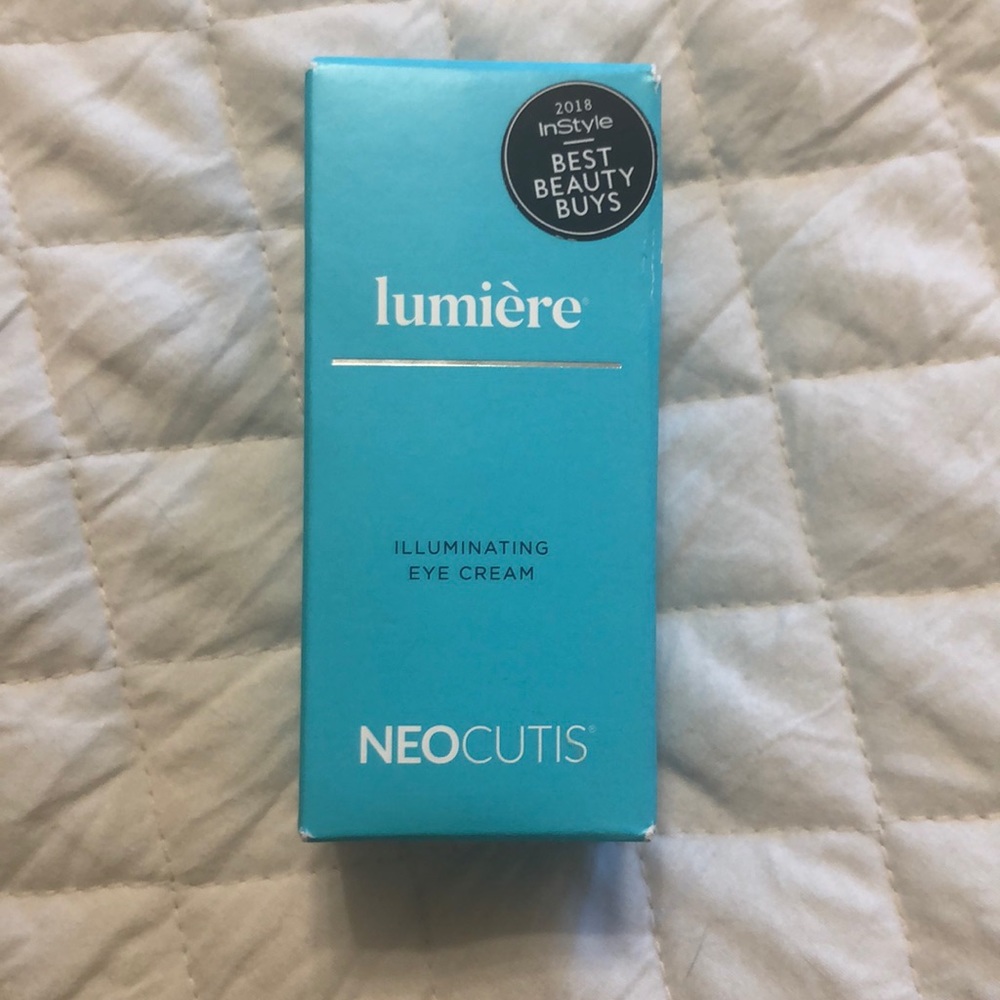 2018
InStyle
BEST
BEAUTY
BUYS
lumière®
ILLUMINATING
EYE CREAM
NEOCUTIS®